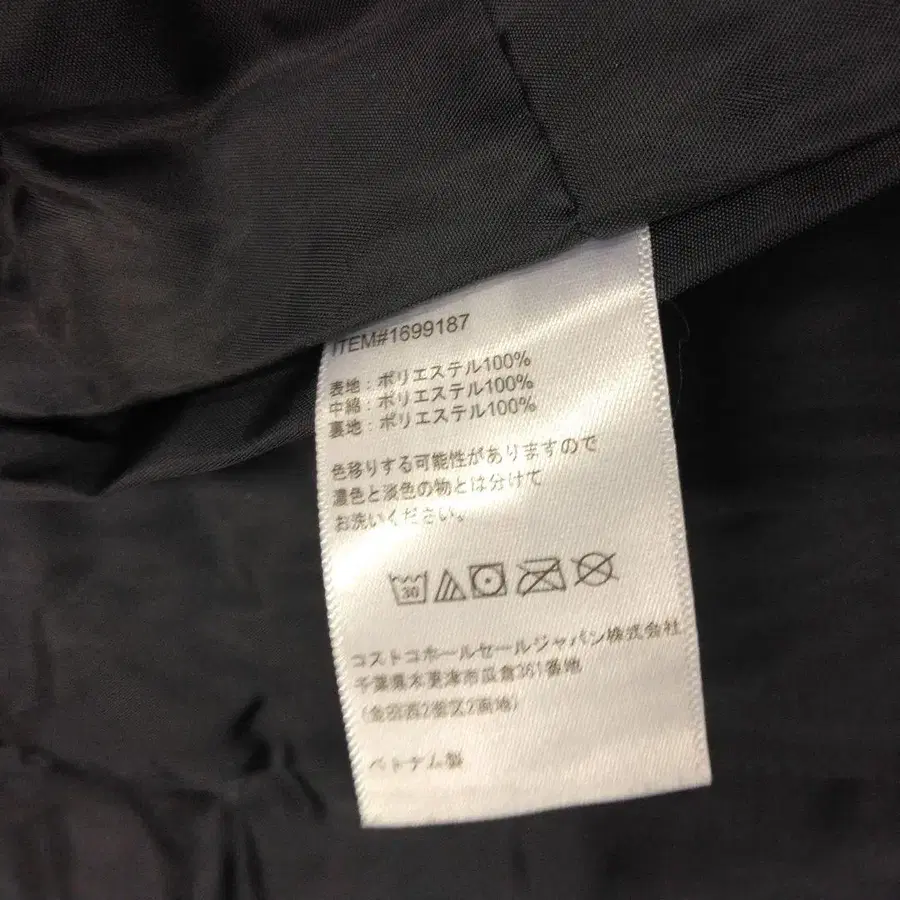 ITEM#1699187
表地：ポリエステル100%
中綿：ポリエステル100%
裏地：ポリエステル100%
色移りする可能性がありますので
濃色と淡色の物とは分けて
お洗いください。
30
コストコホールセールジャパン株式会社
千葉県木更津市瓜倉361番地
(金田西2街区2画地)
ベトナム製